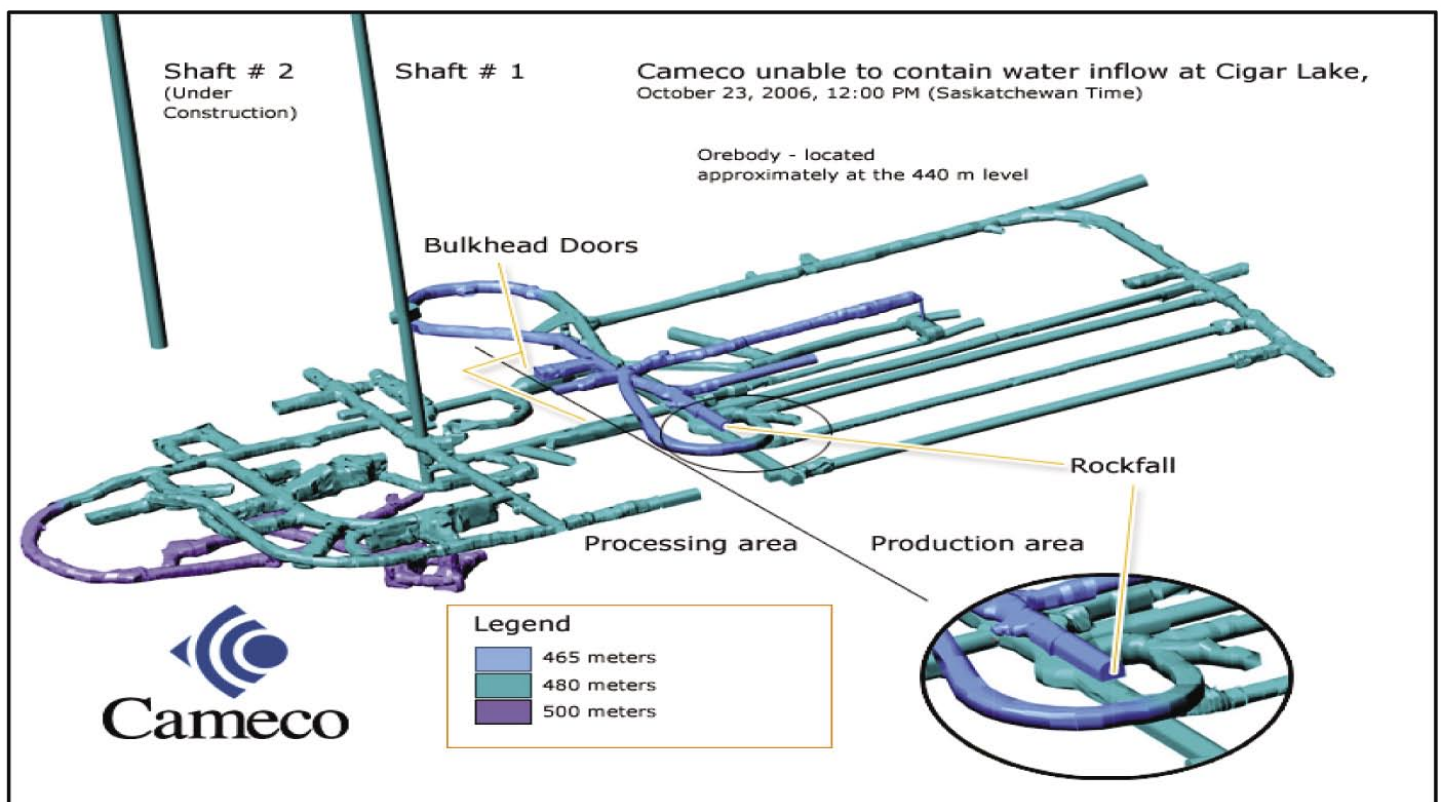 Shaft # 2
(Under
Construction)
Shaft # 1
Cameco unable to contain water inflow at Cigar Lake,
October 23, 2006, 12:00 PM (Saskatchewan Time)
Orebody - located
approximately at the 440 m level
Bulkhead Doors
Rockfall
Processing area
Production area
Legend
465 meters
480 meters
500 meters
Cameco